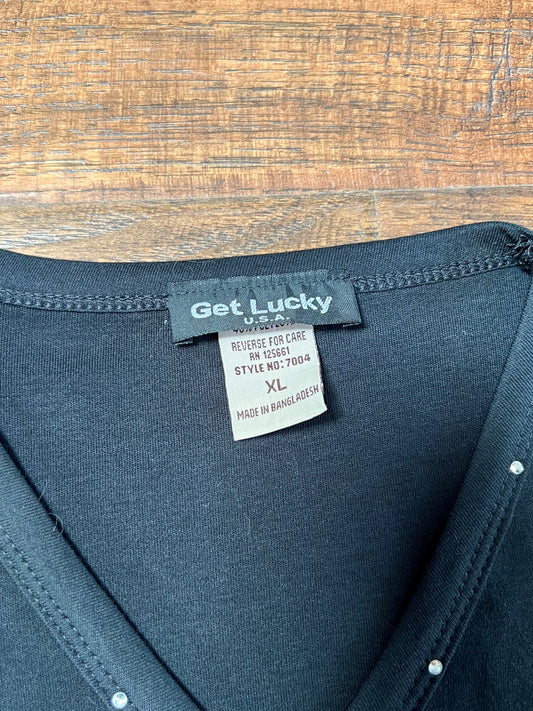 Get Lucky
U.S.A.
REVERSE FOR CARE
RN 125661
STYLE NO:7004
XL
MADE IN BANGLADESH